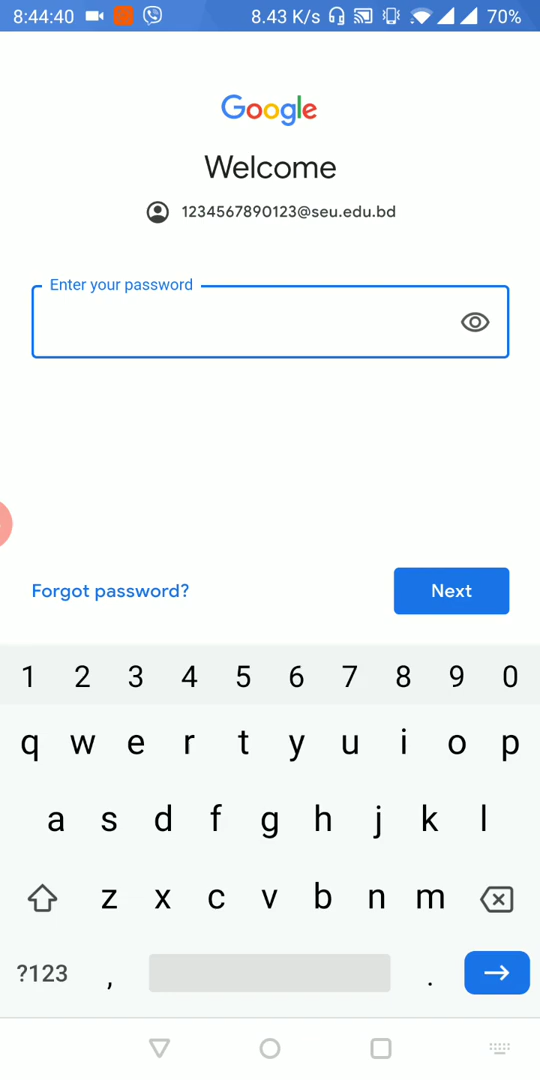 8:44:40 8.43 K/s 70%
Google
Welcome
1234567890123@seu.edu.bd
Enter your password
Forgot password? Next
1 2 3 4 5 6 7 8 9 0
q w e r t y u i o p
a s d f g h j k l
z x c v b n m
?123 , .